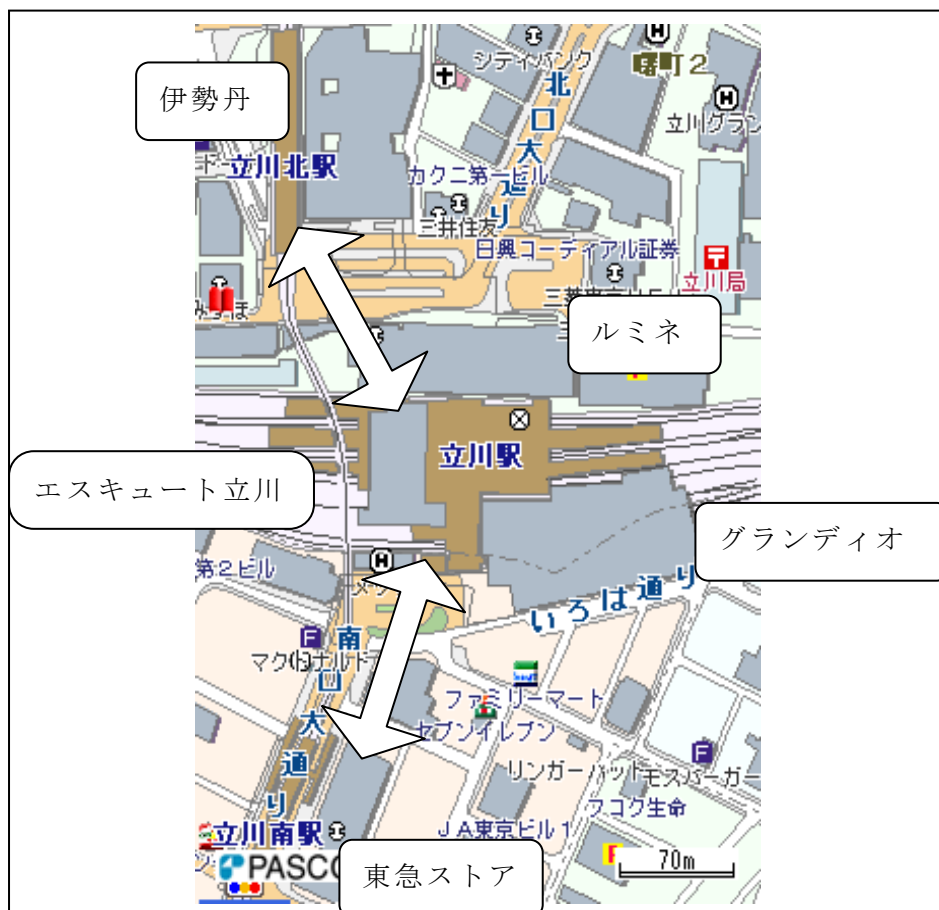 シティバンク
曙町2
伊勢丹
北口大通り
立川グラン
立川北駅
カクニ第一ビル
三井住友
日興コーディアル証券
立川局
みずほ
ルミネ
立川駅
エスキュート立川
グランディオ
第2ビル
いろは通り
南口大通り
ファミリーマート
セブンイレブン
リンガーハット
モスバーガー
フコク生命
立川南駅
JA東京ビル1
PASCO
70m
東急ストア